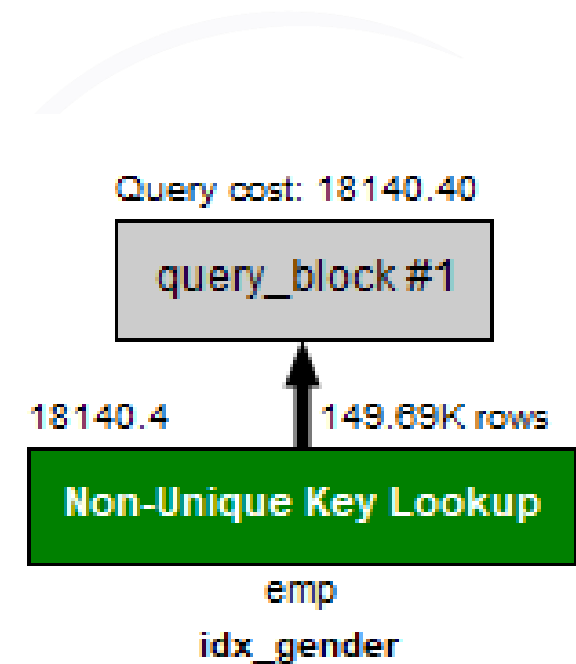 Query cost: 18140.40
query_block #1
18140.4
149.69K rows
Non-Unique Key Lookup
emp
idx_gender